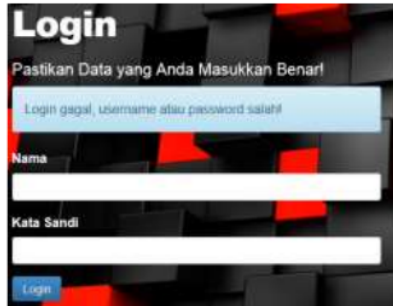 Login
Pastikan Data yang Anda Masukkan Benar!
Login gagal, username atau password salah!
Nama
Kata Sandi
Login